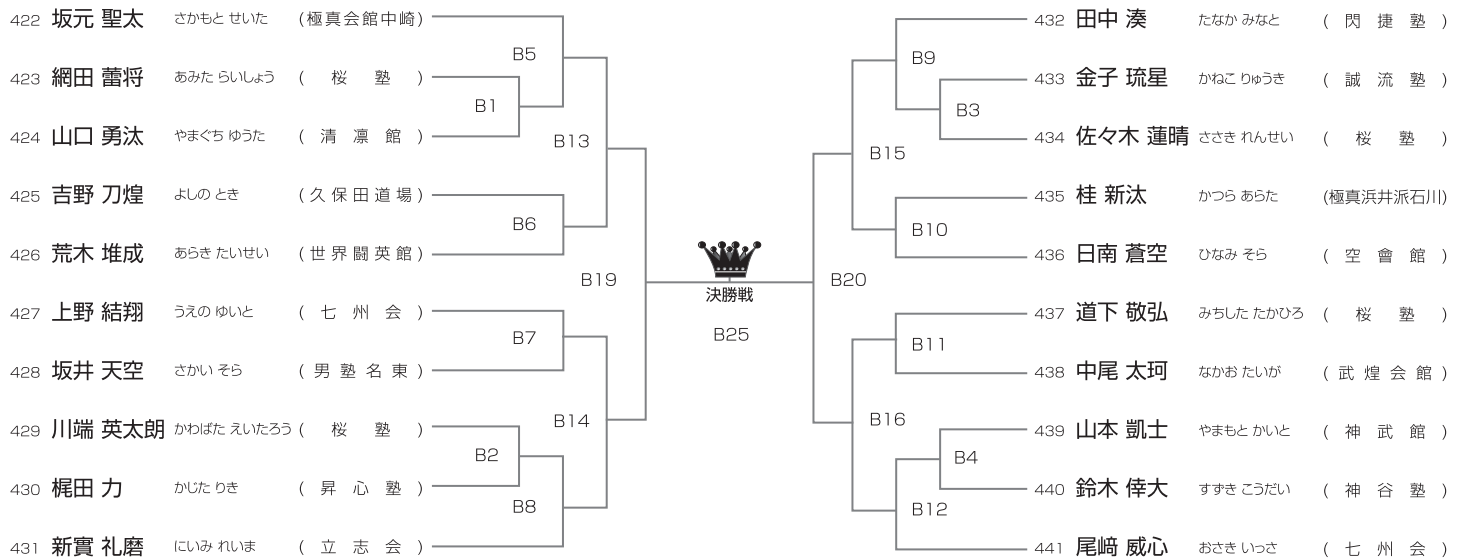 422 坂元 聖太 さかもと せいた (極真会館中崎)
B5
423 網田 蕾将 あみた らいしょう ( 桜 塾 )
B1
424 山口 勇汰 やまぐち ゆうた ( 清 凛 館 )
B13
425 吉野 刀煌 よしの とき (久保田道場)
B6
426 荒木 堆成 あらき たいせい (世界闘英館)
B19
427 上野 結翔 うえの ゆいと ( 七 州 会 )
B7
428 坂井 天空 さかい そら ( 男 塾 名 東 )
B14
429 川端 英太朗 かわばた えいたろう ( 桜 塾 )
B2
430 梶田 力 かじた りき ( 昇 心 塾 )
B8
431 新實 礼磨 にいみ れいま ( 立 志 会 )
決勝戦
B25
432 田中 湊 たなか みなと ( 閃 捷 塾 )
B9
433 金子 琉星 かねこ りゅうき ( 誠 流 塾 )
B3
434 佐々木 蓮晴 ささき れんせい ( 桜 塾 )
B15
435 桂 新汰 かつら あらた (極真浜井派石川)
B10
436 日南 蒼空 ひなみ そら ( 空 會 館 )
B20
437 道下 敬弘 みちした たかひろ ( 桜 塾 )
B11
438 中尾 太珂 なかお たいが ( 武 煌 会 館 )
B16
439 山本 凱士 やまもと かいと ( 神 武 館 )
B4
440 鈴木 倖大 すずき こうだい ( 神 谷 塾 )
B12
441 尾﨑 威心 おさき いっさ ( 七 州 会 )